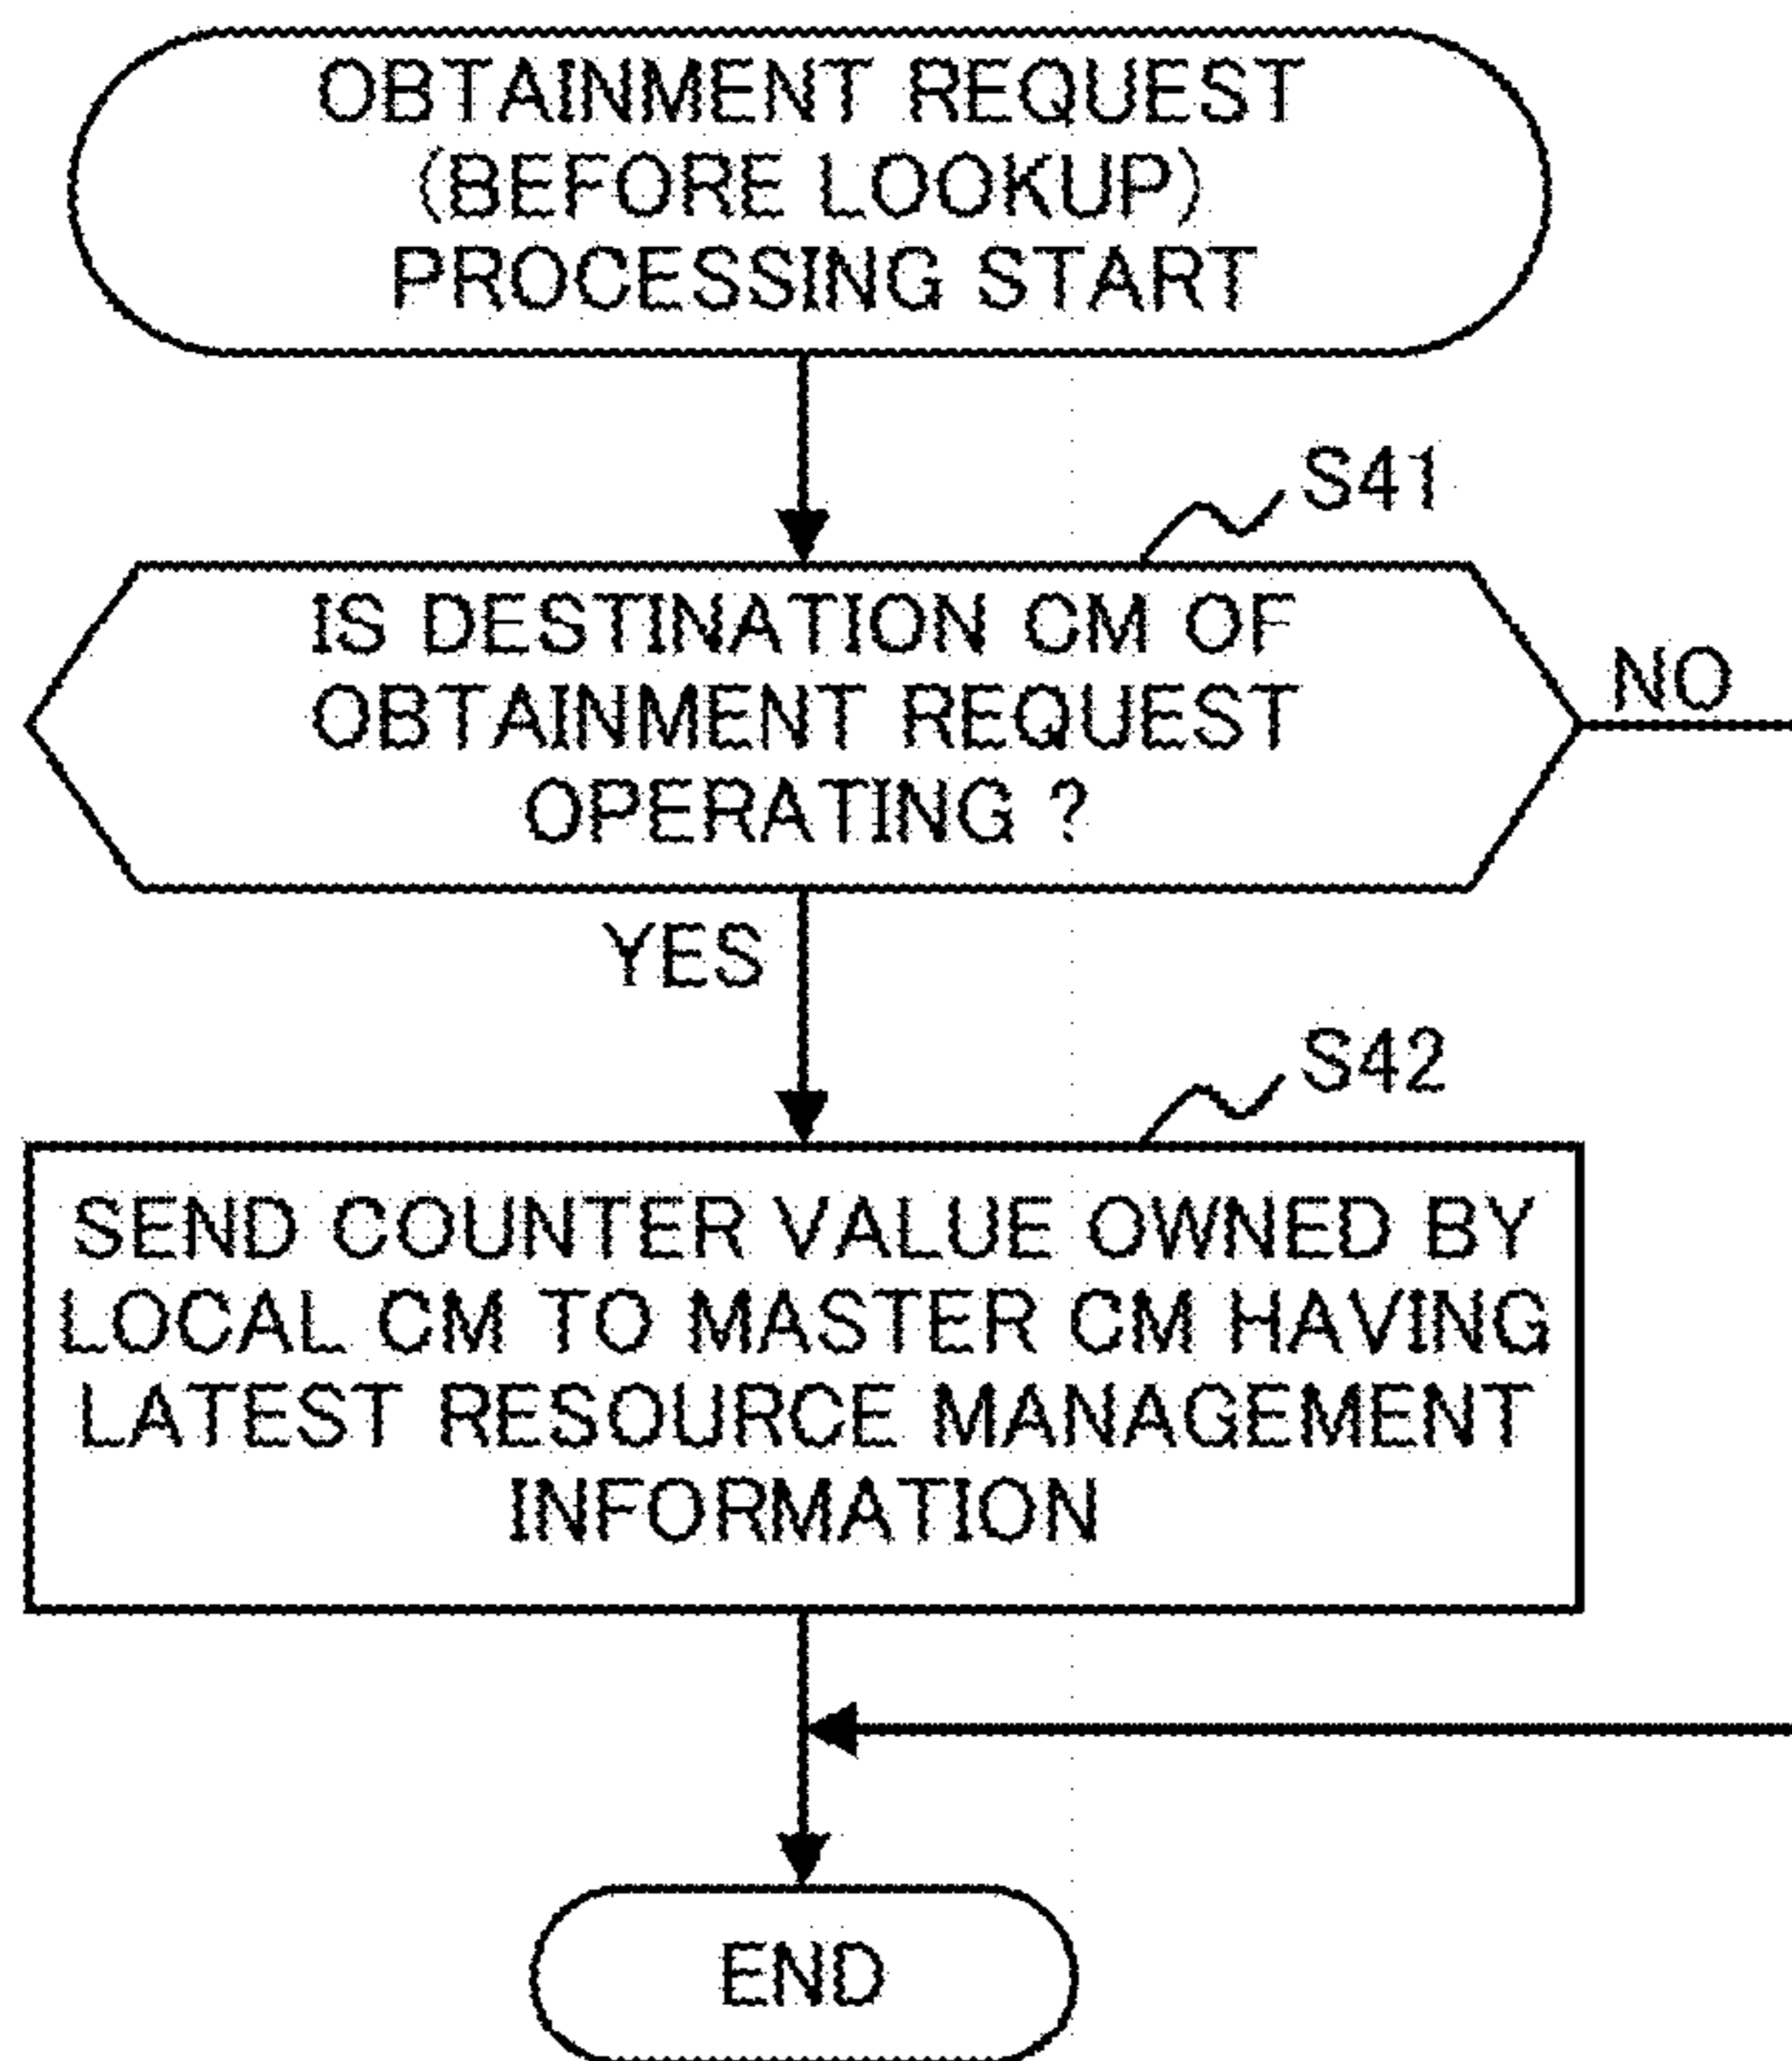 OBTAINMENT REQUEST
(BEFORE LOOKUP)
PROCESSING START
S41
IS DESTINATION CM OF
OBTAINMENT REQUEST
OPERATING ?
NO
YES
S42
SEND COUNTER VALUE OWNED BY
LOCAL CM TO MASTER CM HAVING
LATEST RESOURCE MANAGEMENT
INFORMATION
END